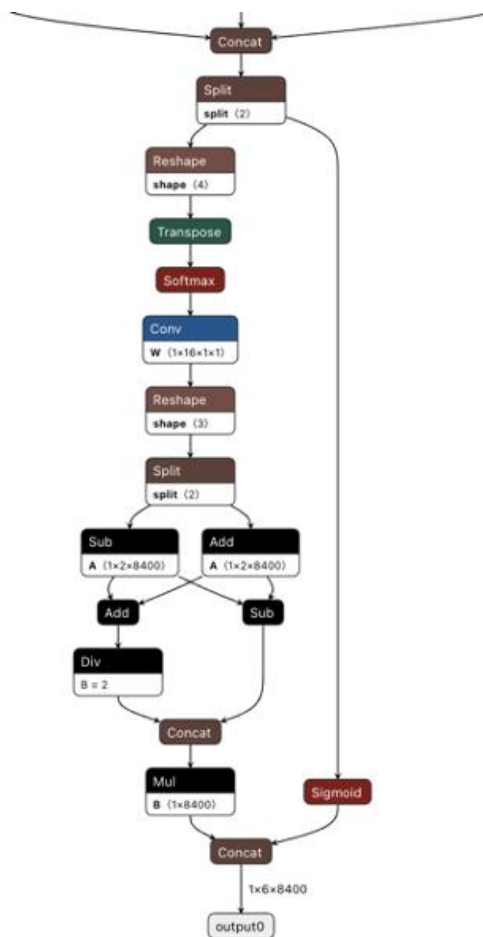 Concat
Split
split ⟨2⟩
Reshape
shape ⟨4⟩
Transpose
Softmax
Conv
W ⟨1×16×1×1⟩
Reshape
shape ⟨3⟩
Split
split ⟨2⟩
Sub
A ⟨1×2×8400⟩
Add
A ⟨1×2×8400⟩
Add
Sub
Div
B = 2
Concat
Mul
B ⟨1×8400⟩
Sigmoid
Concat
1×6×8400
output0